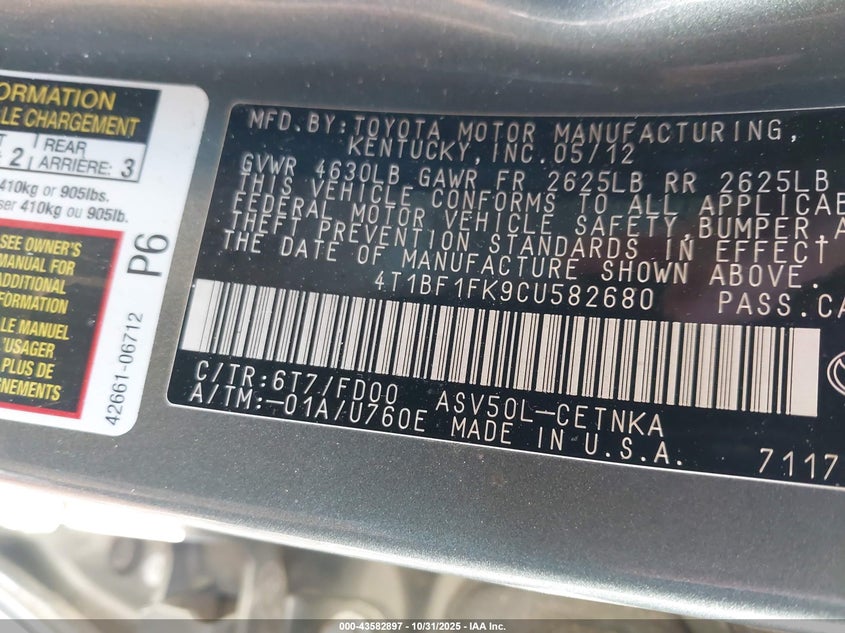 ORMATION
LE CHARGEMENT
2
REAR
ARRIÈRE: 3
410kg or 905lbs.
ser 410kg ou 905lb.
SEE OWNER'S
MANUAL FOR
ADDITIONAL
INFORMATION
LE MANUEL
'USAGER
PLUS DE
GNEMENTS
P6
42661-06712
MFD.BY:TOYOTA MOTOR MANUFACTURING,
KENTUCKY,INC.05/12
GVWR 4630LB GAWR FR 2625LB RR 2625LB
THIS VEHICLE CONFORMS TO ALL APPLICAB
FEDERAL MOTOR VEHICLE SAFETY BUMPER A
THEFT PREVENTION STANDARDS IN EFFECT
THE DATE OF MANUFACTURE SHOWN ABOVE.
4T1BF1FK9CU582680 PASS.CA
C/TR:6T7/FD00 ASV50L-CETNKA
A/TM:-01A/U760E MADE IN U.S.A.
7117
000-43582897 - 10/31/2025 - IAA Inc.